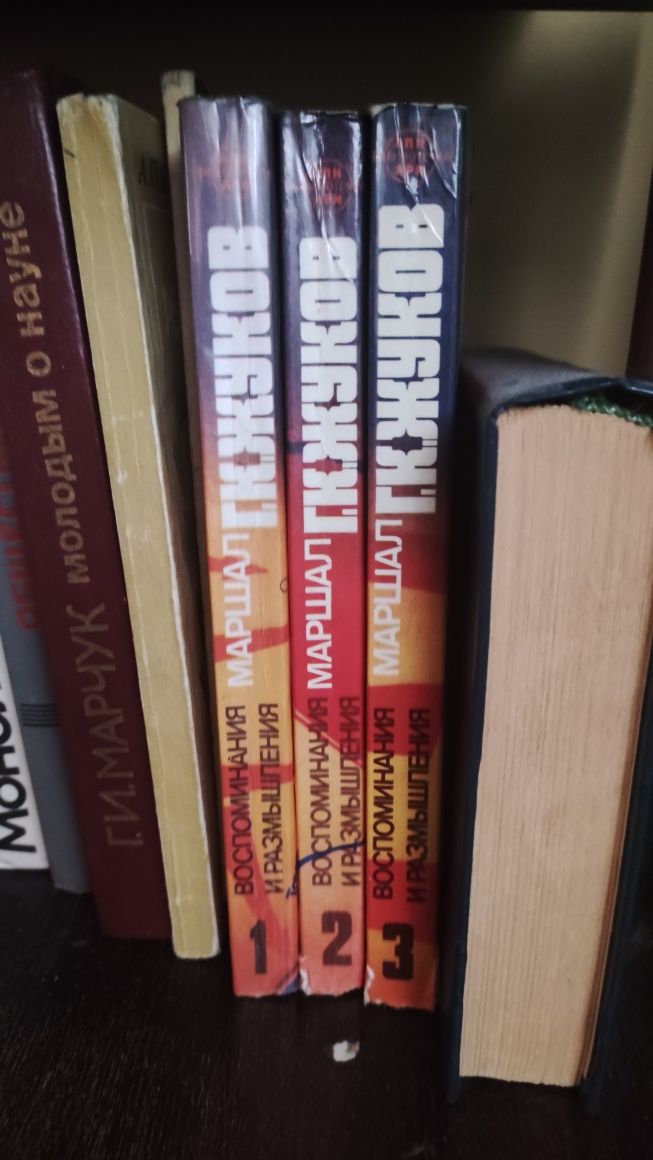 Г.И. МАРЧУК молодым о науке
МАРШАЛ Г.К. ЖУКОВ
ВОСПОМИНАНИЯ
И РАЗМЫШЛЕНИЯ
1
МАРШАЛ Г.К. ЖУКОВ
ВОСПОМИНАНИЯ
И РАЗМЫШЛЕНИЯ
2
МАРШАЛ Г.К. ЖУКОВ
ВОСПОМИНАНИЯ
И РАЗМЫШЛЕНИЯ
3